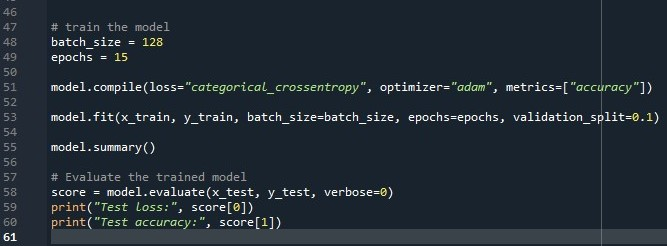 46
47 # train the model
48 batch_size = 128
49 epochs = 15
50
51 model.compile(loss="categorical_crossentropy", optimizer="adam", metrics=["accuracy"])
52
53 model.fit(x_train, y_train, batch_size=batch_size, epochs=epochs, validation_split=0.1)
54
55 model.summary()
56
57 # Evaluate the trained model
58 score = model.evaluate(x_test, y_test, verbose=0)
59 print("Test loss:", score[0])
60 print("Test accuracy:", score[1])
61